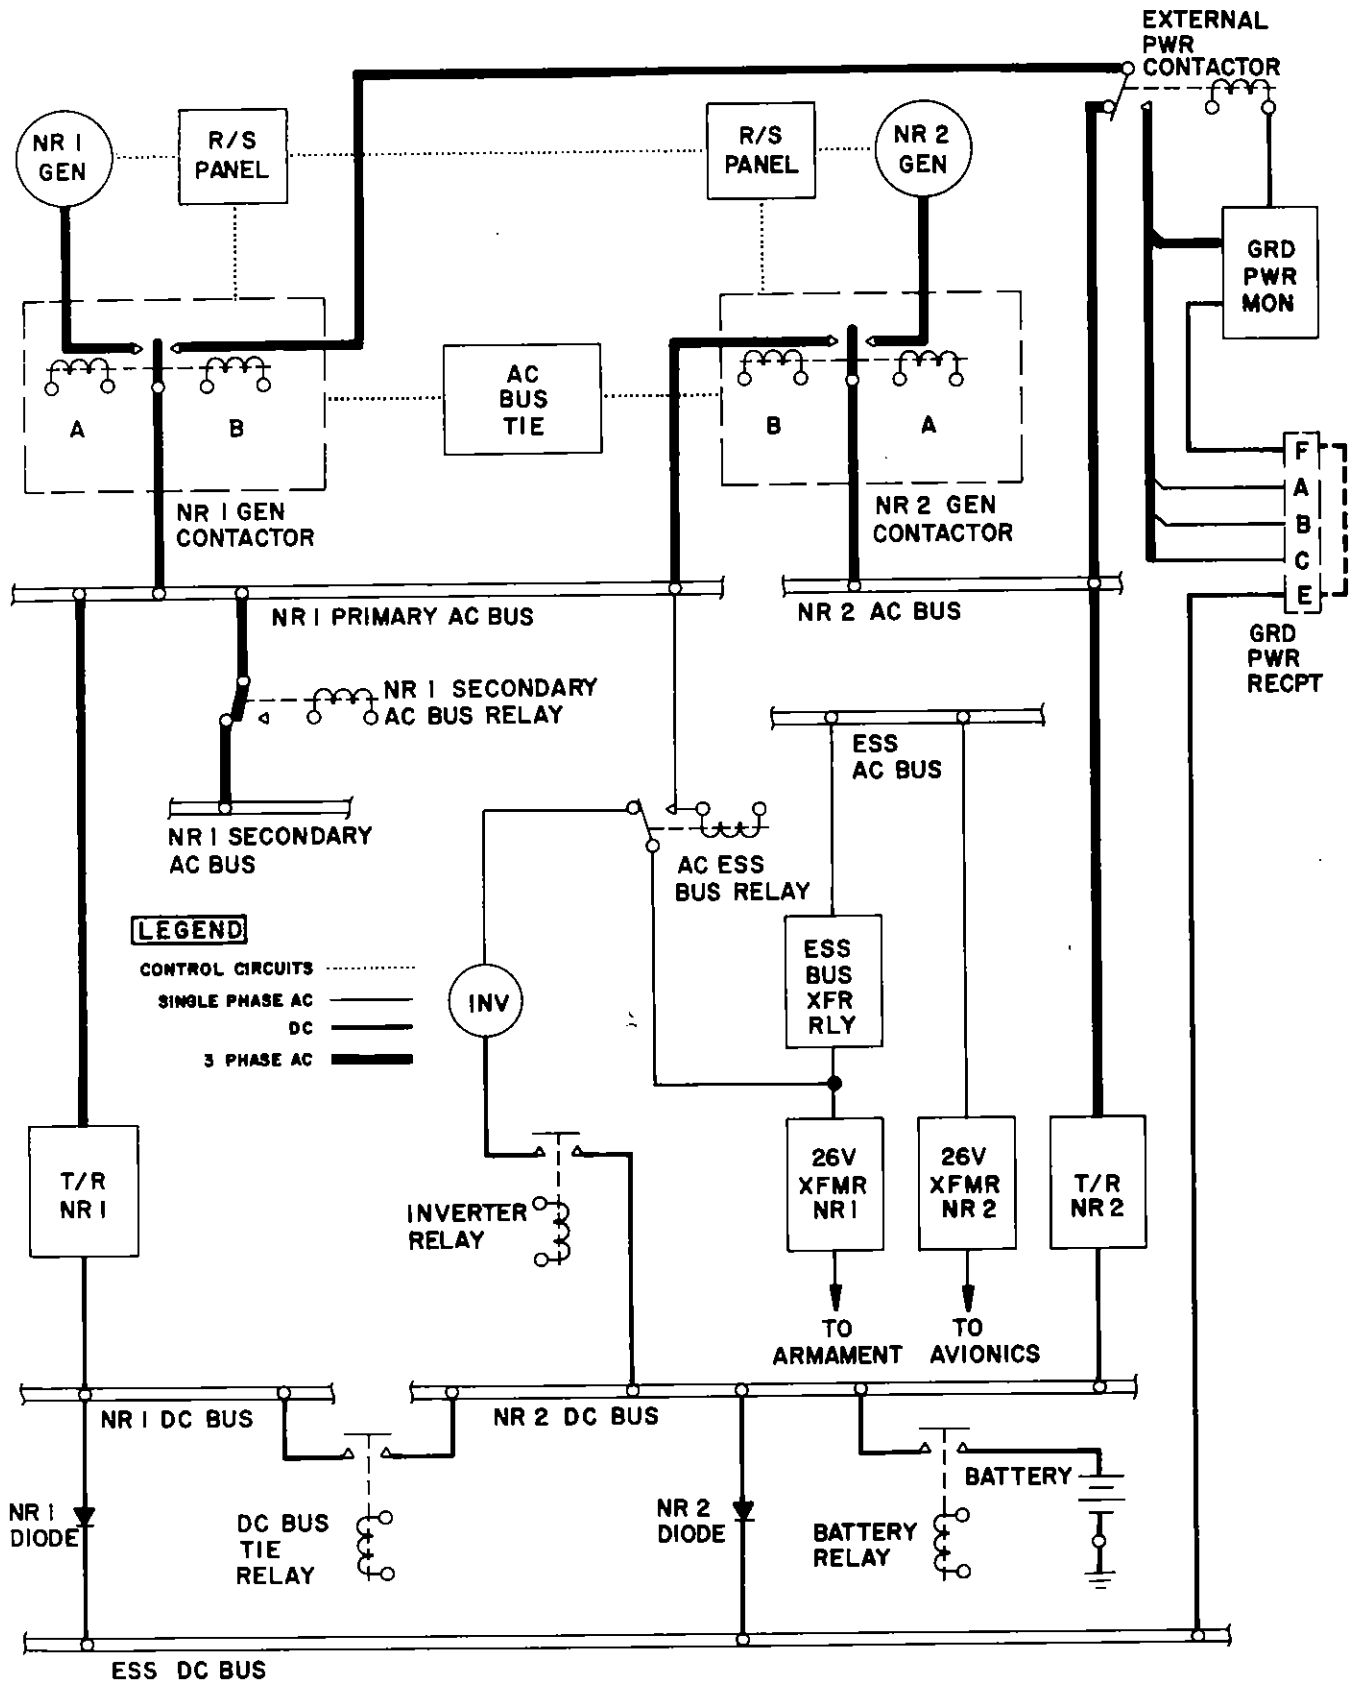 EXTERNAL
PWR
CONTACTOR
NR 1
GEN
R/S
PANEL
R/S
PANEL
NR 2
GEN
GRD
PWR
MON
AC
BUS
TIE
A
B
B
A
NR 1 GEN
CONTACTOR
NR 2 GEN
CONTACTOR
F
A
B
C
E
GRD
PWR
RECPT
NR 1 PRIMARY AC BUS
NR 2 AC BUS
NR 1 SECONDARY
AC BUS RELAY
ESS
AC BUS
NR 1 SECONDARY
AC BUS
AC ESS
BUS RELAY
LEGEND
CONTROL CIRCUITS
SINGLE PHASE AC
DC
3 PHASE AC
INV
ESS
BUS
XFR
RLY
T/R
NR 1
INVERTER
RELAY
26V
XFMR
NR 1
26V
XFMR
NR 2
T/R
NR 2
TO
ARMAMENT
TO
AVIONICS
NR 1 DC BUS
NR 2 DC BUS
NR 1
DIODE
DC BUS
TIE
RELAY
NR 2
DIODE
BATTERY
BATTERY
RELAY
ESS DC BUS